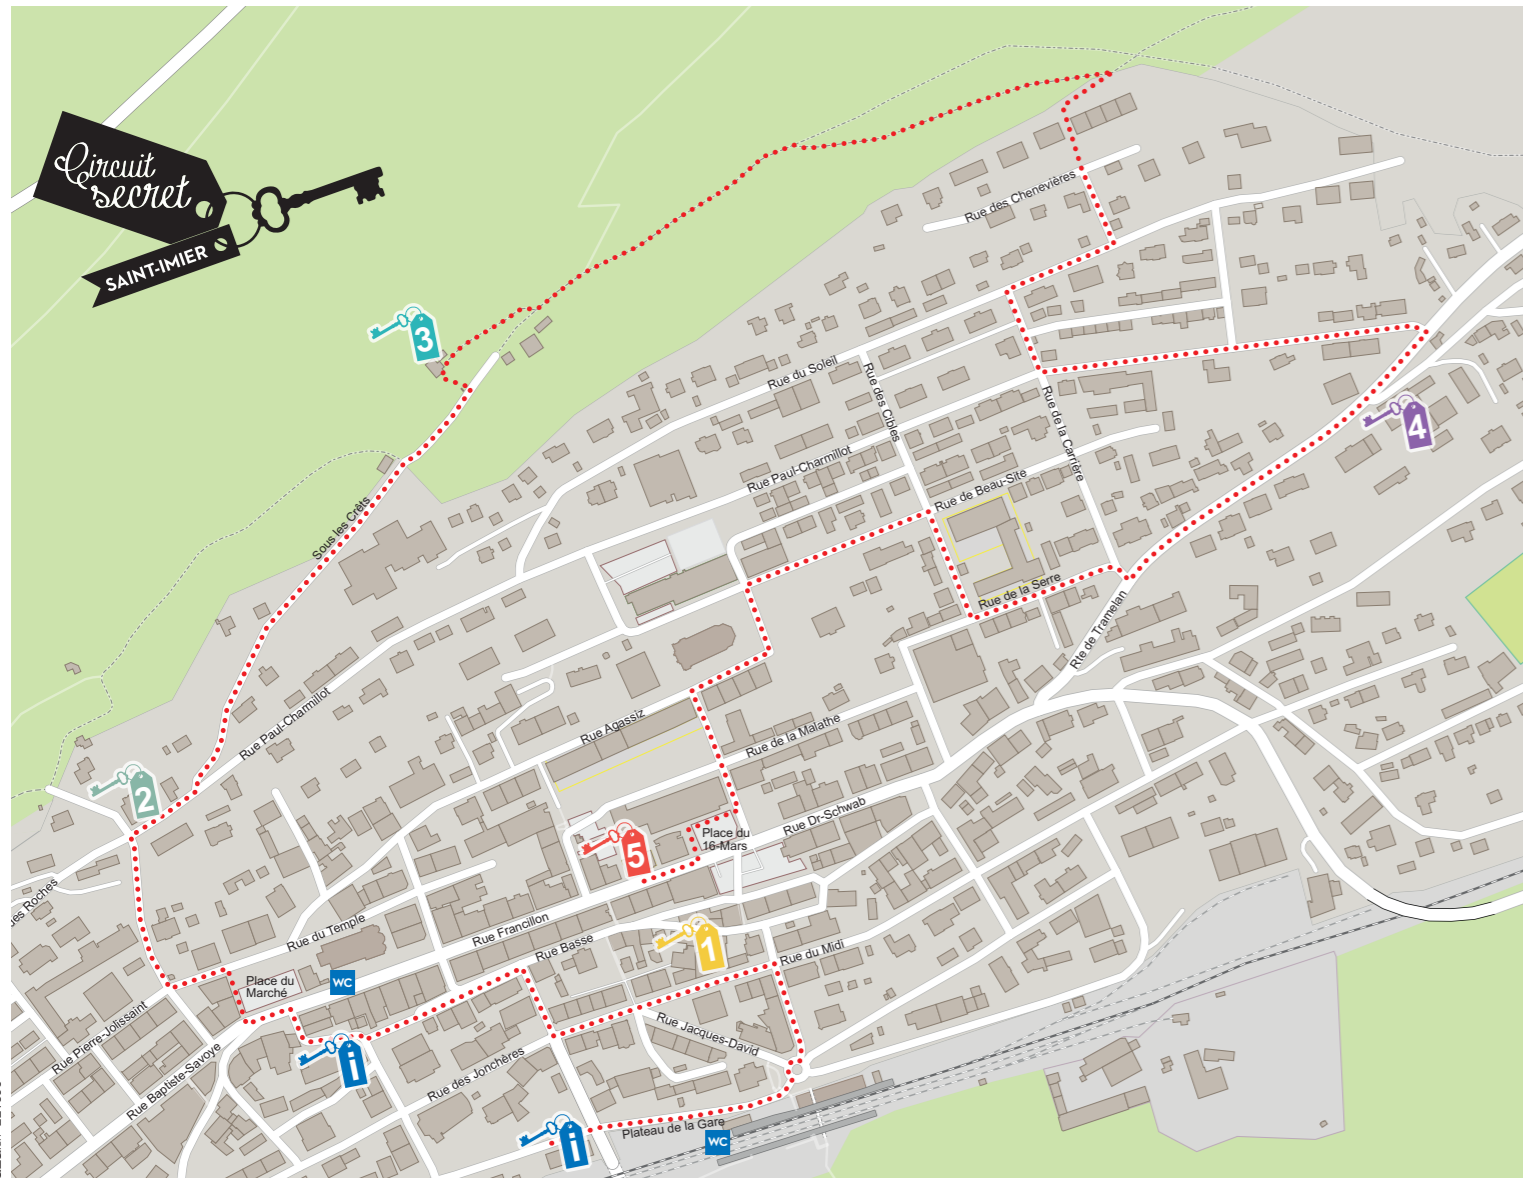 Circuit
secret
SAINT-IMIER
Rue des Chenevières
3
Rue du Soleil
Rue des Cibles
Rue de la Carrière
4
Rue Paul-Charmillot
Rue de Beau-Site
Sous les Crêts
Rue de la Serre
Rte de Tramelan
Rue Paul-Charmillot
Rue Agassiz
Rue de la Malathe
2
Rue Dr-Schwab
Place du
16-Mars
5
des Roches
Rue du Temple
Rue Francillon
Rue Basse
1
Rue du Midi
Place du
Marché
WC
Rue Pierre-Jolissaint
Rue Baptiste-Savoye
i
Rue Jacques-David
Rue des Jonchères
i
Plateau de la Gare
WC